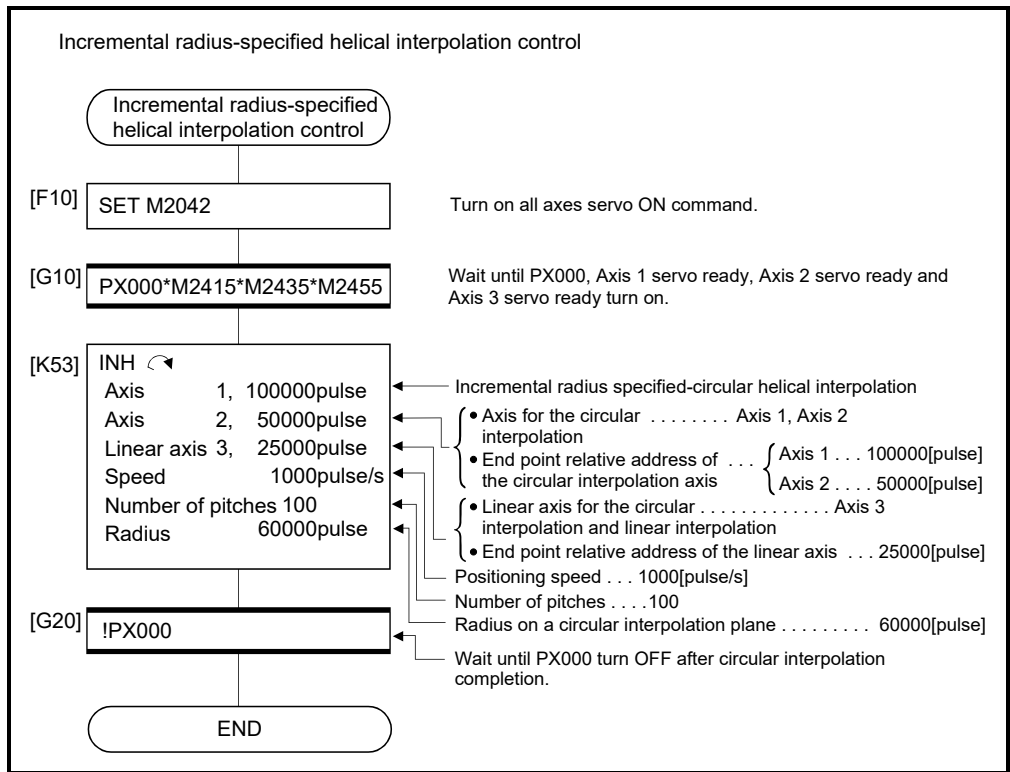 Incremental radius-specified helical interpolation control
Incremental radius-specified
helical interpolation control
[F10]
SET M2042
Turn on all axes servo ON command.
[G10]
PX000*M2415*M2435*M2455
Wait until PX000, Axis 1 servo ready, Axis 2 servo ready and
Axis 3 servo ready turn on.
[K53]
INH
Axis 1, 100000pulse
Axis 2, 50000pulse
Linear axis 3, 25000pulse
Speed 1000pulse/s
Number of pitches 100
Radius 60000pulse
Incremental radius specified-circular helical interpolation
• Axis for the circular . . . . . . . . Axis 1, Axis 2
interpolation
• End point relative address of . . . Axis 1 . . . 100000[pulse]
the circular interpolation axis Axis 2 . . . . 50000[pulse]
• Linear axis for the circular . . . . . . . . . . . . . Axis 3
interpolation and linear interpolation
• End point relative address of the linear axis . . . 25000[pulse]
Positioning speed . . . 1000[pulse/s]
Number of pitches . . . .100
Radius on a circular interpolation plane . . . . . . . . . 60000[pulse]
[G20]
!PX000
Wait until PX000 turn OFF after circular interpolation
completion.
END